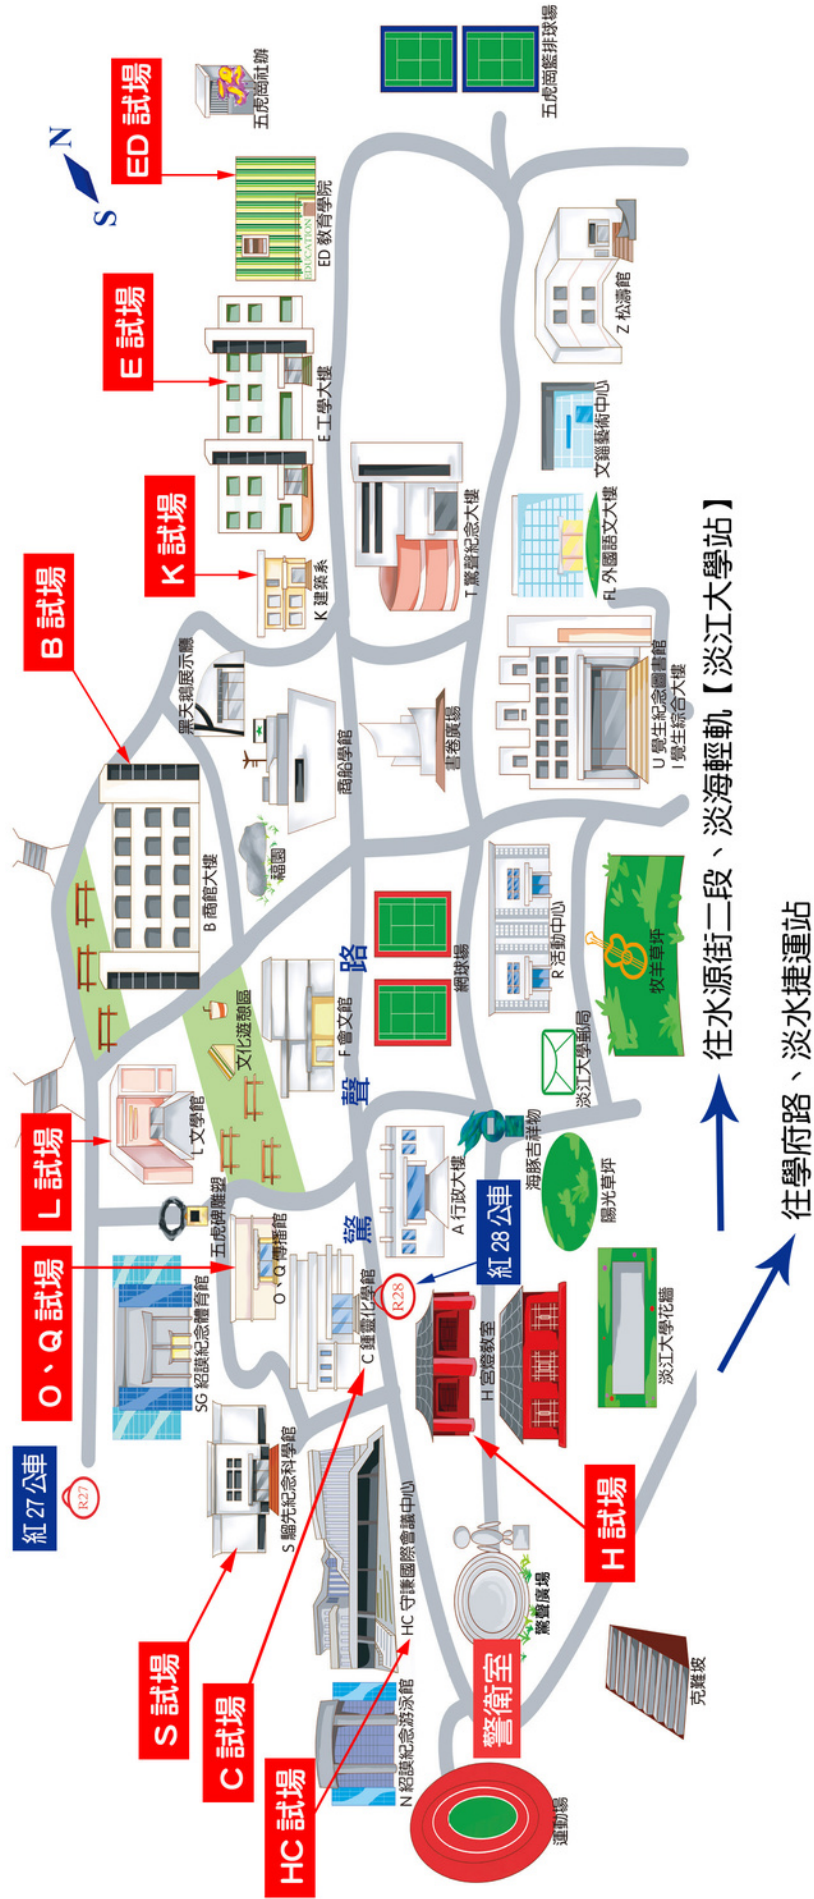 紅 27 公車
R27
O、Q 試場
L 試場
B 試場
K 試場
E 試場
ED 試場
S
N
S 試場
C 試場
HC 試場
H 試場
警衛室
紅 28 公車
R28
SG 紹謨紀念體育館
五虎碑雕塑
L 文學館
文化遊憩區
B 商館大樓
福園
黑天鵝展示廳
商船學館
K 建築系
E 工學大樓
EDUCATION
ED 教育學院
五虎崗社辦
五虎崗籃排球場
S 騮先紀念科學館
O、Q 傳播館
C 鍾靈化學館
F 會文館
驚
聲
路
N 紹謨紀念游泳館
HC 守謙國際會議中心
A 行政大樓
網球場
書卷廣場
T 驚聲紀念大樓
運動場
驚聲廣場
H 宮燈教室
海豚吉祥物
淡江大學郵局
R 活動中心
U 覺生紀念圖書館
I 覺生綜合大樓
FL 外國語文大樓
文錙藝術中心
Z 松濤館
克難坡
淡江大學花牆
陽光草坪
牧羊草坪
往水源街二段、淡海輕軌【淡江大學站】
往學府路、淡水捷運站